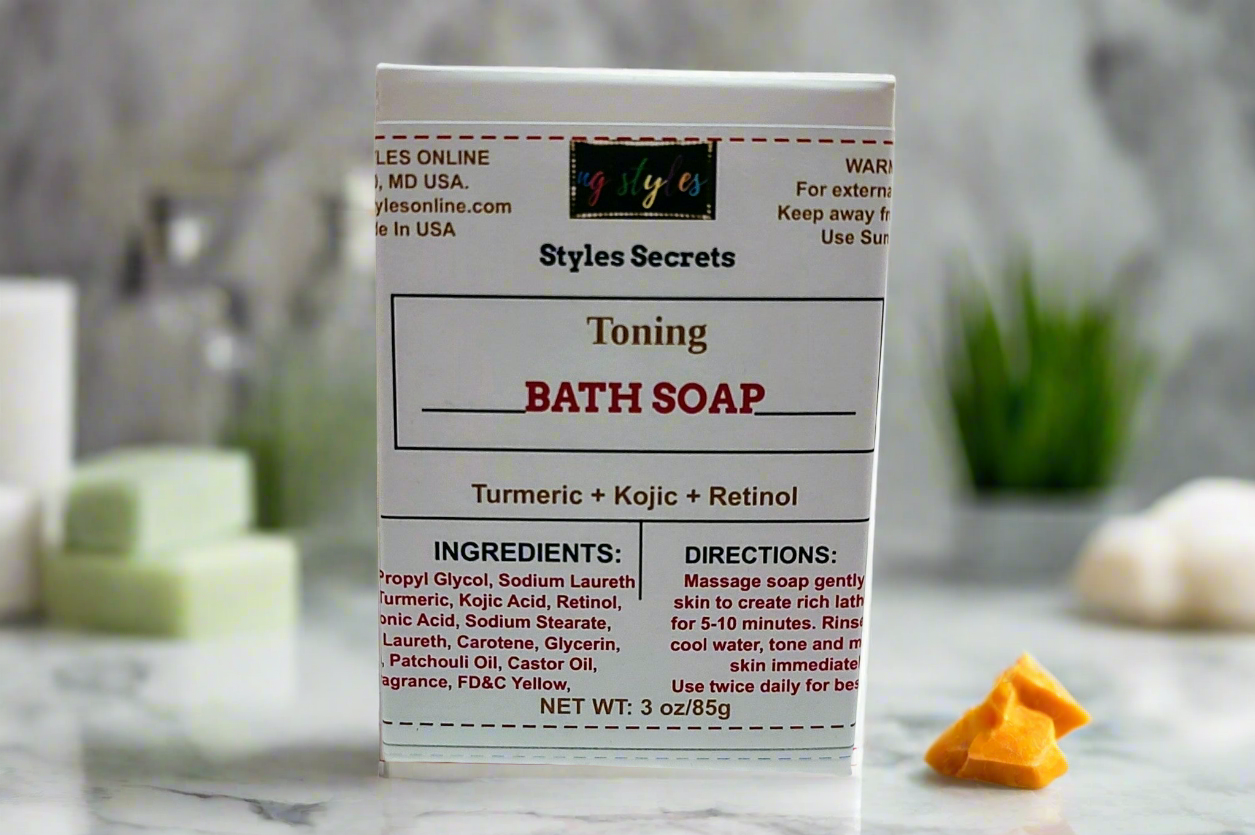 LES ONLINE
, MD USA.
ylesonline.com
e In USA
ng styles
WARN
For externa
Keep away fr
Use Sun
Styles Secrets
Toning
BATH SOAP
Turmeric + Kojic + Retinol
INGREDIENTS:
Propyl Glycol, Sodium Laureth
Turmeric, Kojic Acid, Retinol,
onic Acid, Sodium Stearate,
Laureth, Carotene, Glycerin,
, Patchouli Oil, Castor Oil,
agrance, FD&C Yellow,
DIRECTIONS:
Massage soap gently
skin to create rich lath
for 5-10 minutes. Rinse
cool water, tone and m
skin immediatel
Use twice daily for bes
NET WT: 3 oz/85g